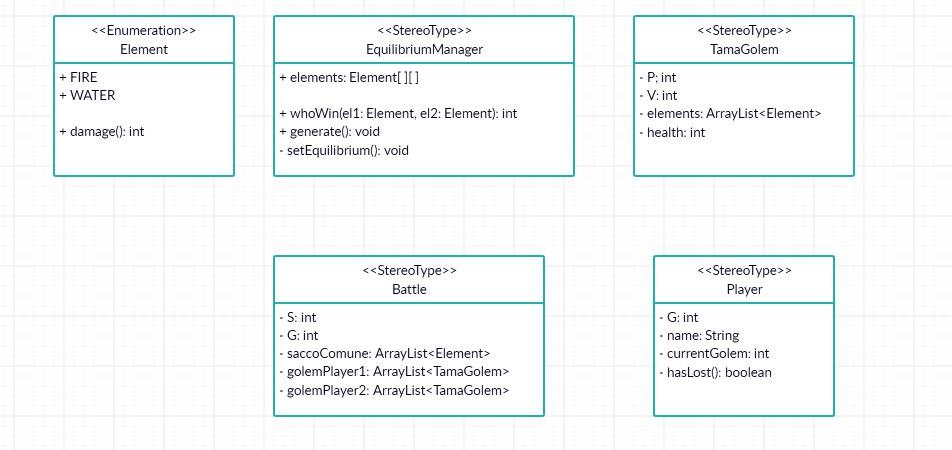 <<Enumeration>>
Element
+ FIRE
+ WATER
+ damage(): int
<<StereoType>>
EquilibriumManager
+ elements: Element[ ][ ]
+ whoWin(el1: Element, el2: Element): int
+ generate(): void
- setEquilibrium(): void
<<StereoType>>
TamaGolem
- P; int
- V: int
- elements: ArrayList<Element>
- health: int
<<StereoType>>
Battle
- S: int
- G: int
- saccoComune: ArrayList<Element>
- golemPlayer1: ArrayList<TamaGolem>
- golemPlayer2: ArrayList<TamaGolem>
<<StereoType>>
Player
- G: int
- name: String
- currentGolem: int
- hasLost(): boolean